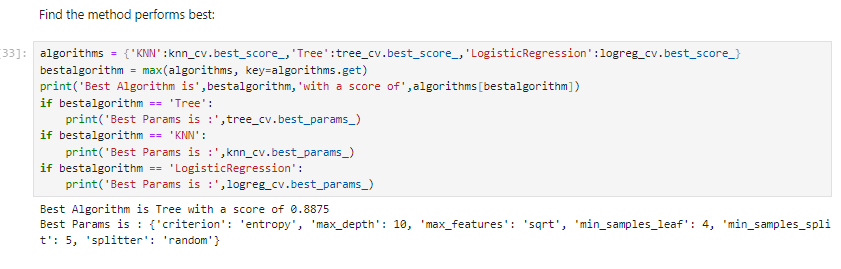 Find the method performs best:
[33]: algorithms = {'KNN':knn_cv.best_score_,'Tree':tree_cv.best_score_,'LogisticRegression':logreg_cv.best_score_}
bestalgorithm = max(algorithms, key=algorithms.get)
print('Best Algorithm is',bestalgorithm,'with a score of',algorithms[bestalgorithm])
if bestalgorithm == 'Tree':
    print('Best Params is :',tree_cv.best_params_)
if bestalgorithm == 'KNN':
    print('Best Params is :',knn_cv.best_params_)
if bestalgorithm == 'LogisticRegression':
    print('Best Params is :',logreg_cv.best_params_)
Best Algorithm is Tree with a score of 0.8875
Best Params is : {'criterion': 'entropy', 'max_depth': 10, 'max_features': 'sqrt', 'min_samples_leaf': 4, 'min_samples_spli
t': 5, 'splitter': 'random'}